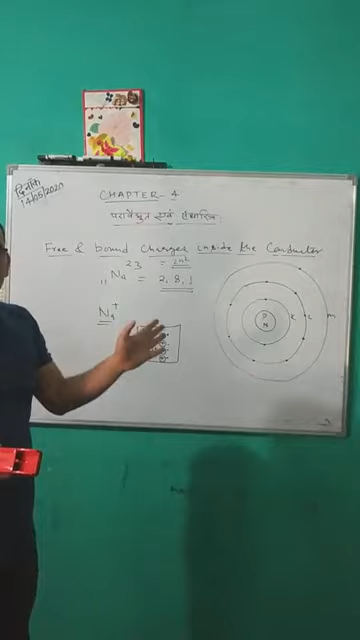 दिनांक
14/05/2020
CHAPTER - 4
परावैद्युत एवं संधारित्र
Free & bound charges inside the Conductor
23 = 2n²
11 Na = 2, 8, 1
Na +
P
N
K L M